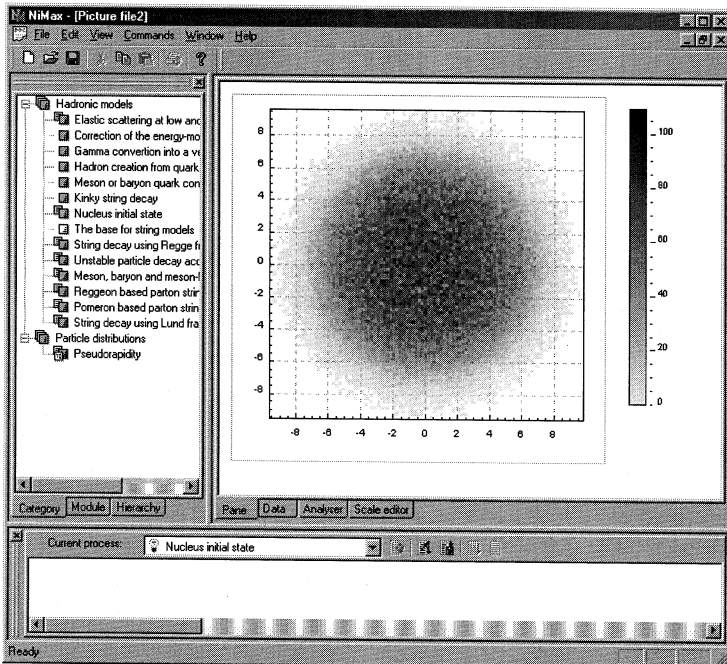 NiMax - [Picture file2]
File Edit View Commands Window Help
Hadronic models
Elastic scattering at low and
Correction of the energy-mo
Gamma convertion into a ve
Hadron creation from quark
Meson or baryon quark con
Kinky string decay
Nucleus initial state
The base for string models
String decay using Regge fr
Unstable particle decay acc
Meson, baryon and meson-
Reggeon based parton strin
Pomeron based parton strin
String decay using Lund fra
Particle distributions
Pseudorapidity
Category Module Hierarchy
8
6
4
2
0
-2
-4
-6
-8
-8 -6 -4 -2 0 2 4 6 8
100
80
60
40
20
0
Pane Data Analyser Scale editor
Current process: Nucleus initial state
Ready